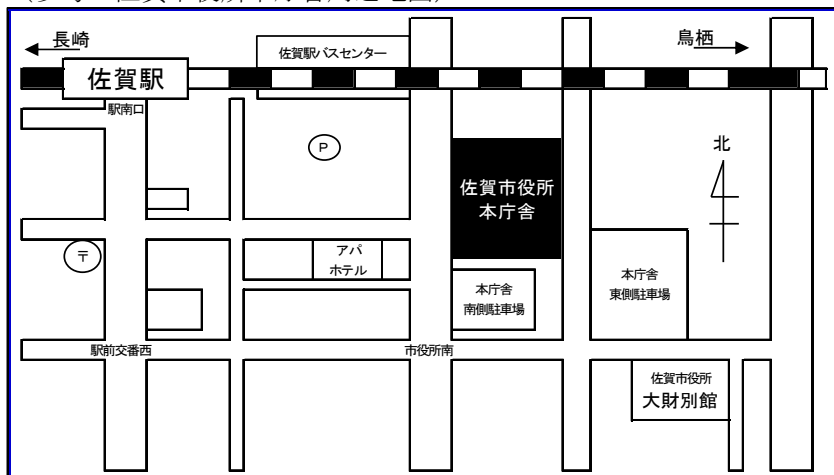 長崎
鳥栖
佐賀駅バスセンター
佐賀駅
駅南口
P
北
佐賀市役所
本庁舎
〒
アパ
ホテル
本庁舎
東側駐車場
本庁舎
南側駐車場
駅前交番西
市役所南
佐賀市役所
大財別館